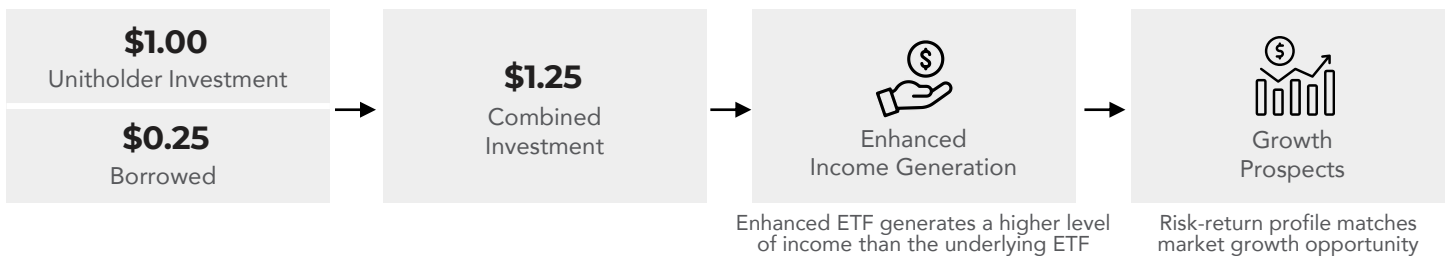 $1.00
Unitholder Investment
$0.25
Borrowed
$1.25
Combined
Investment
$
Enhanced
Income Generation
Enhanced ETF generates a higher level
of income than the underlying ETF
$
Growth
Prospects
Risk-return profile matches
market growth opportunity